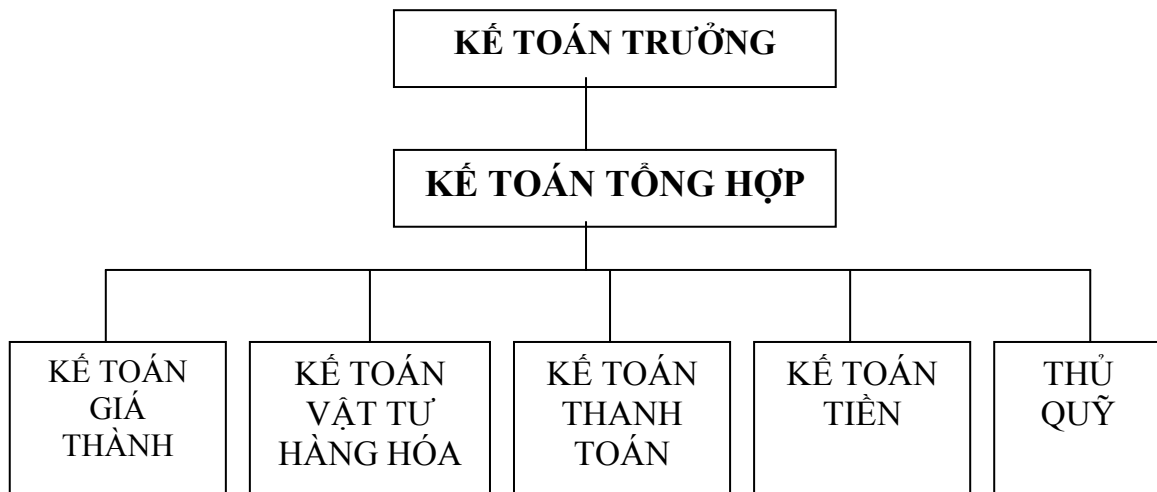 KẾ TOÁN TRƯỞNG
KẾ TOÁN TỔNG HỢP
KẾ TOÁN
GIÁ
THÀNH
KẾ TOÁN
VẬT TƯ
HÀNG HÓA
KẾ TOÁN
THANH
TOÁN
KẾ TOÁN
TIỀN
THỦ
QUỸ